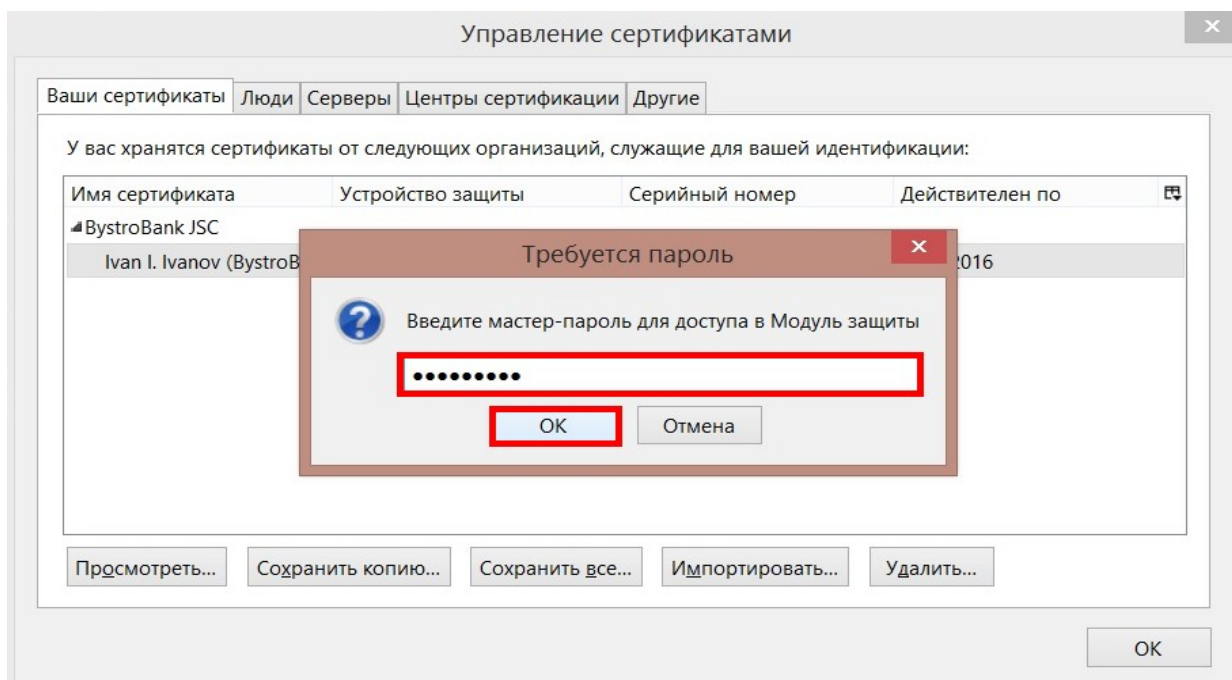 Управление сертификатами
Ваши сертификаты Люди Серверы Центры сертификации Другие
У вас хранятся сертификаты от следующих организаций, служащие для вашей идентификации:
Имя сертификата Устройство защиты Серийный номер Действителен по
BystroBank JSC
Ivan I. Ivanov (BystroB 2016
Требуется пароль
Введите мастер-пароль для доступа в Модуль защиты
•••••••••
OK Отмена
Просмотреть... Сохранить копию... Сохранить все... Импортировать... Удалить...
OK